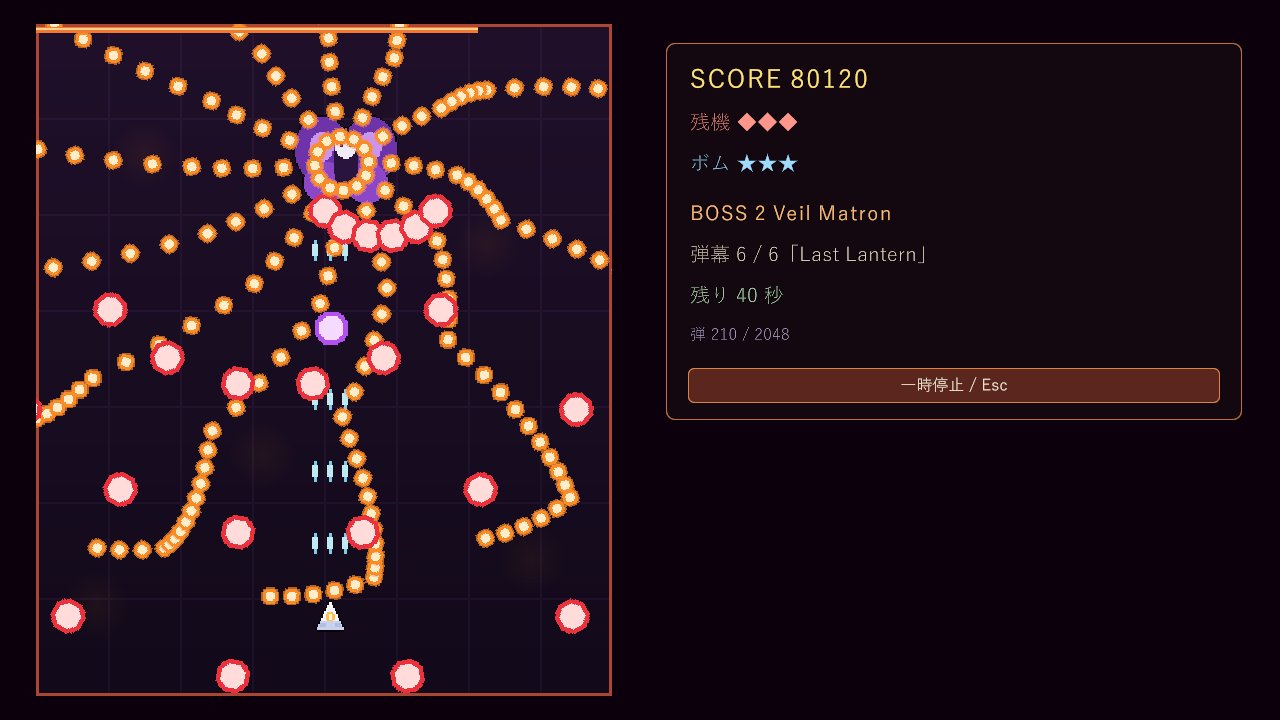 SCORE 80120
残機 ◆◆◆
ボム ★★★
BOSS 2 Veil Matron
弾幕 6 / 6「Last Lantern」
残り 40 秒
弾 210 / 2048
一時停止 / Esc